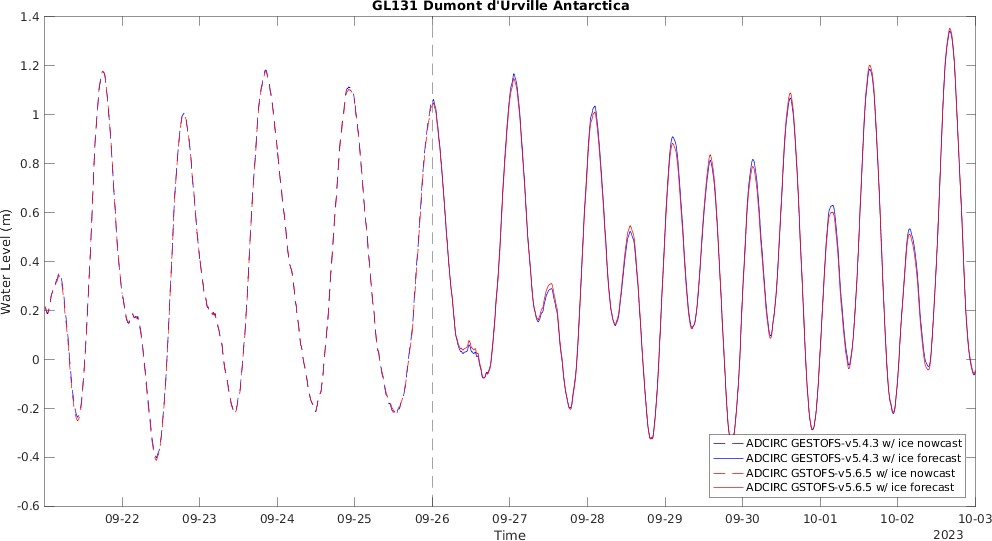 GL131 Dumont d'Urville Antarctica
Water Level (m)
1.4
1.2
1
0.8
0.6
0.4
0.2
0
-0.2
-0.4
-0.6
ADCIRC GESTOFS-v5.4.3 w/ ice nowcast
ADCIRC GESTOFS-v5.4.3 w/ ice forecast
ADCIRC GSTOFS-v5.6.5 w/ ice nowcast
ADCIRC GSTOFS-v5.6.5 w/ ice forecast
09-22 09-23 09-24 09-25 09-26 09-27 09-28 09-29 09-30 10-01 10-02 10-03
Time
2023